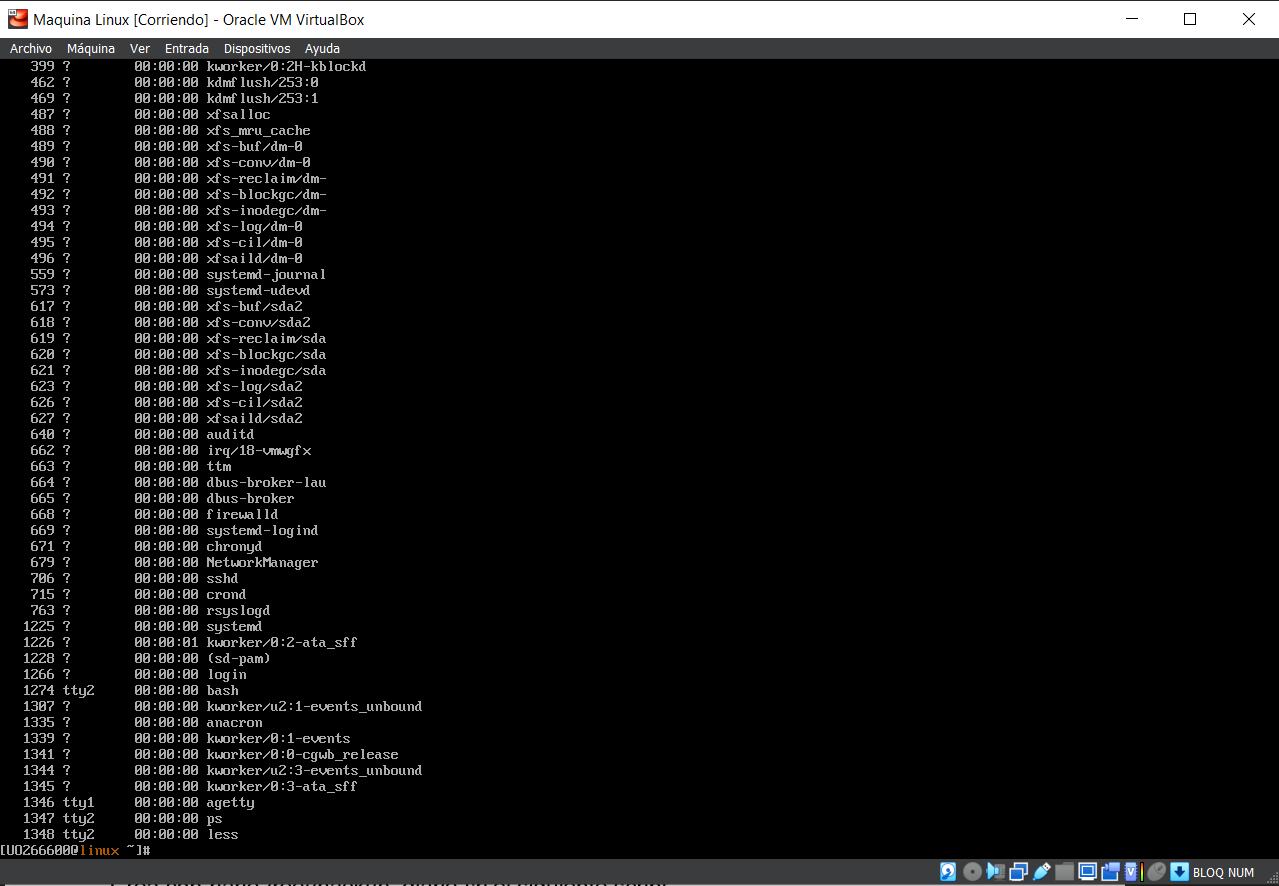 Maquina Linux [Corriendo] - Oracle VM VirtualBox
Archivo Máquina Ver Entrada Dispositivos Ayuda
399 ? 00:00:00 kworker/0:2H-kblockd
462 ? 00:00:00 kdmflush/253:0
469 ? 00:00:00 kdmflush/253:1
487 ? 00:00:00 xfsalloc
488 ? 00:00:00 xfs_mru_cache
489 ? 00:00:00 xfs-buf/dm-0
490 ? 00:00:00 xfs-conv/dm-0
491 ? 00:00:00 xfs-reclaim/dm-
492 ? 00:00:00 xfs-blockgc/dm-
493 ? 00:00:00 xfs-inodegc/dm-
494 ? 00:00:00 xfs-log/dm-0
495 ? 00:00:00 xfs-cil/dm-0
496 ? 00:00:00 xfsaild/dm-0
559 ? 00:00:00 systemd-journal
573 ? 00:00:00 systemd-udevd
617 ? 00:00:00 xfs-buf/sda2
618 ? 00:00:00 xfs-conv/sda2
619 ? 00:00:00 xfs-reclaim/sda
620 ? 00:00:00 xfs-blockgc/sda
621 ? 00:00:00 xfs-inodegc/sda
623 ? 00:00:00 xfs-log/sda2
626 ? 00:00:00 xfs-cil/sda2
627 ? 00:00:00 xfsaild/sda2
640 ? 00:00:00 auditd
662 ? 00:00:00 irq/18-vmwgfx
663 ? 00:00:00 ttm
664 ? 00:00:00 dbus-broker-lau
665 ? 00:00:00 dbus-broker
668 ? 00:00:00 firewalld
669 ? 00:00:00 systemd-logind
671 ? 00:00:00 chronyd
679 ? 00:00:00 NetworkManager
706 ? 00:00:00 sshd
715 ? 00:00:00 crond
763 ? 00:00:00 rsyslogd
1225 ? 00:00:00 systemd
1226 ? 00:00:01 kworker/0:2-ata_sff
1228 ? 00:00:00 (sd-pam)
1266 ? 00:00:00 login
1274 tty2 00:00:00 bash
1307 ? 00:00:00 kworker/u2:1-events_unbound
1335 ? 00:00:00 anacron
1339 ? 00:00:00 kworker/0:1-events
1341 ? 00:00:00 kworker/0:0-cgwb_release
1344 ? 00:00:00 kworker/u2:3-events_unbound
1345 ? 00:00:00 kworker/0:3-ata_sff
1346 tty1 00:00:00 agetty
1347 tty2 00:00:00 ps
1348 tty2 00:00:00 less
[UO266600@linux ~]#
BLOQ NUM